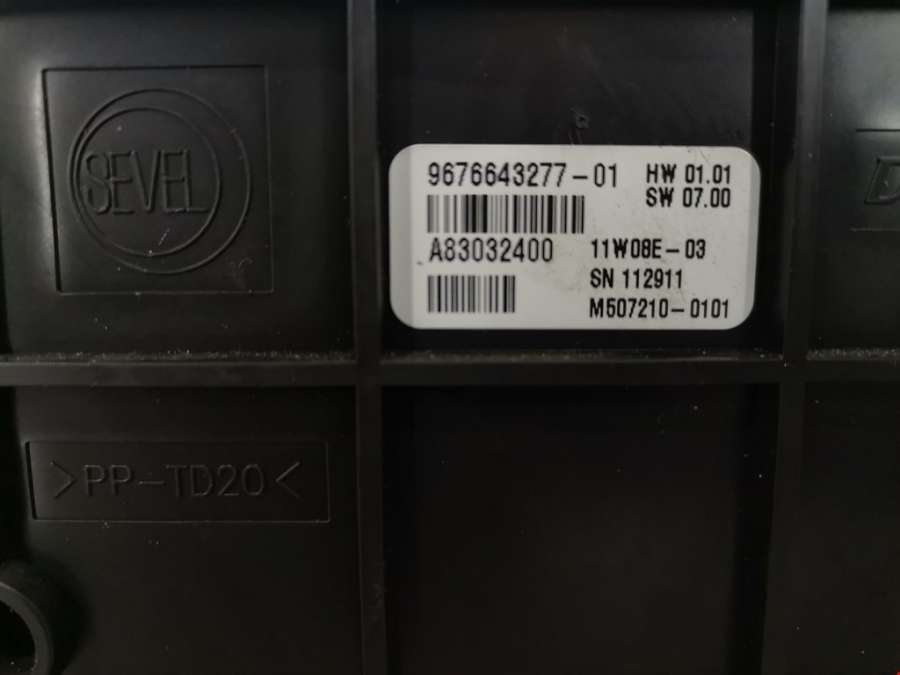 SEVEL
9676643277-01
HW 01.01
SW 07.00
A83032400
11W08E-03
SN 112911
M507210-0101
>PP-TD20<